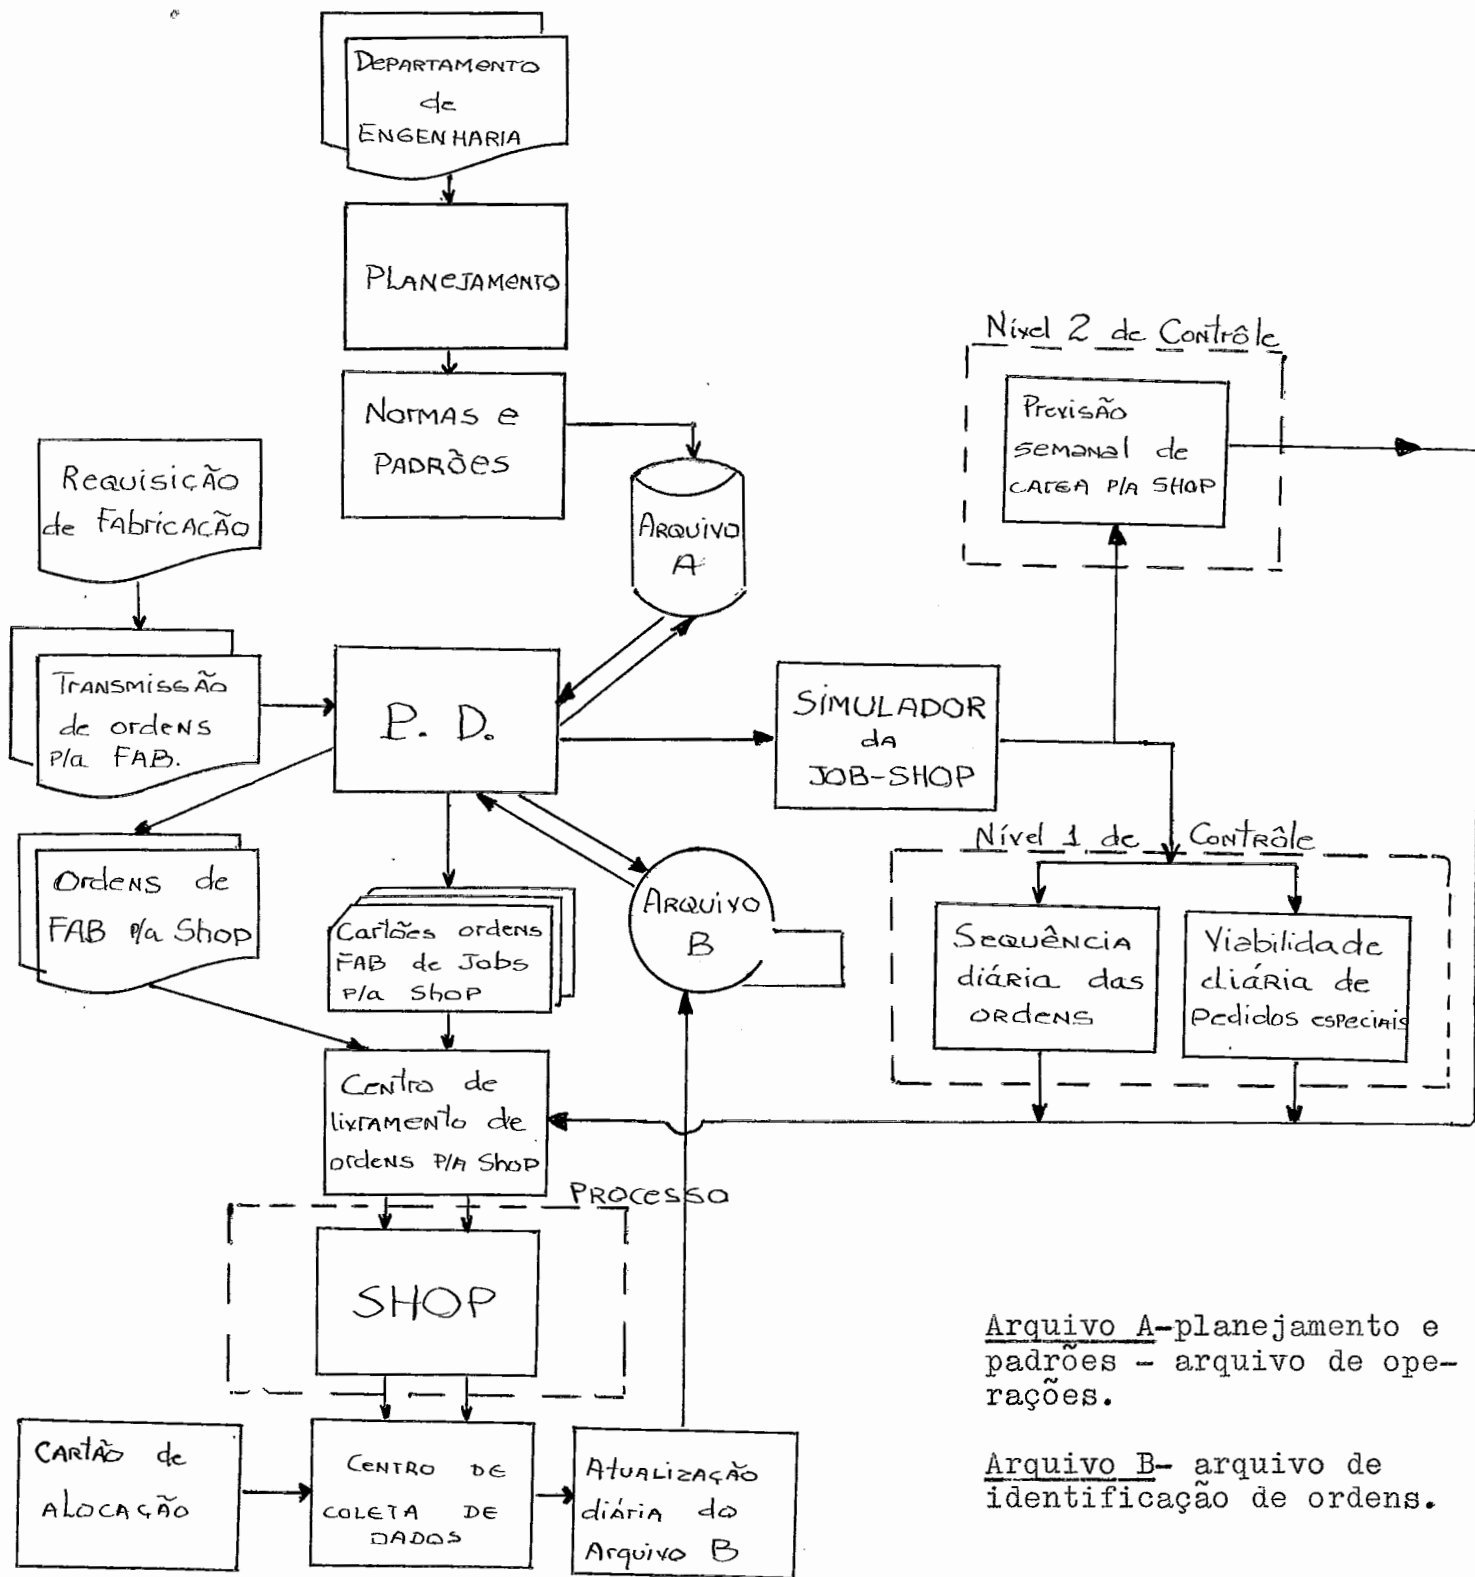 DEPARTAMENTO
de
ENGENHARIA
PLANEJAMENTO
NORMAS e
PADRÕES
ARQUIVO
A
Nível 2 de Contrôle
Previsão
semanal de
CARGA P/A SHOP
Requisição
de FAbricAção
TRANSMISSÃO
de ordeNS
P/a FAB.
P. D.
SIMULADOR
dA
JOB-SHOP
Nível 1 de Contrôle
OrdeNS de
FAB P/a Shop
Cartões ordens
FAB de Jobs
P/a Shop
ARQUIVO
B
Sequência
diária das
ORDENS
Viabilidade
diária de
Pedidos especiais
CeNtro de
livramento de
ordeNS P/A Shop
PROCESSO
SHOP
CARTÃO de
ALOCAÇÃO
CENTRO DE
COLETA DE
DADOS
AtUALIZAÇÃO
diária do
Arquivo B
Arquivo A-planejamento e
padrões - arquivo de ope-
rações.
Arquivo B- arquivo de
identificação de ordens.